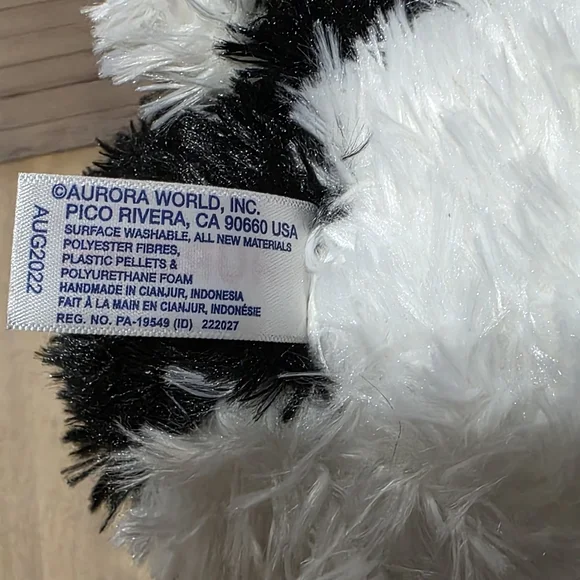 ©AURORA WORLD, INC.
PICO RIVERA, CA 90660 USA
SURFACE WASHABLE, ALL NEW MATERIALS
POLYESTER FIBRES,
PLASTIC PELLETS &
POLYURETHANE FOAM
HANDMADE IN CIANJUR, INDONESIA
FAIT À LA MAIN EN CIANJUR, INDONÉSIE
REG. NO. PA-19549 (ID) 222027
AUG2022